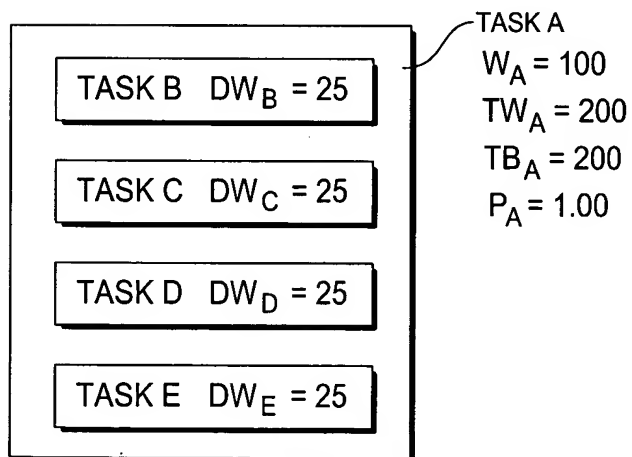 TASK A
TASK B DW_B = 25
W_A = 100
TW_A = 200
TB_A = 200
P_A = 1.00
TASK C DW_C = 25
TASK D DW_D = 25
TASK E DW_E = 25